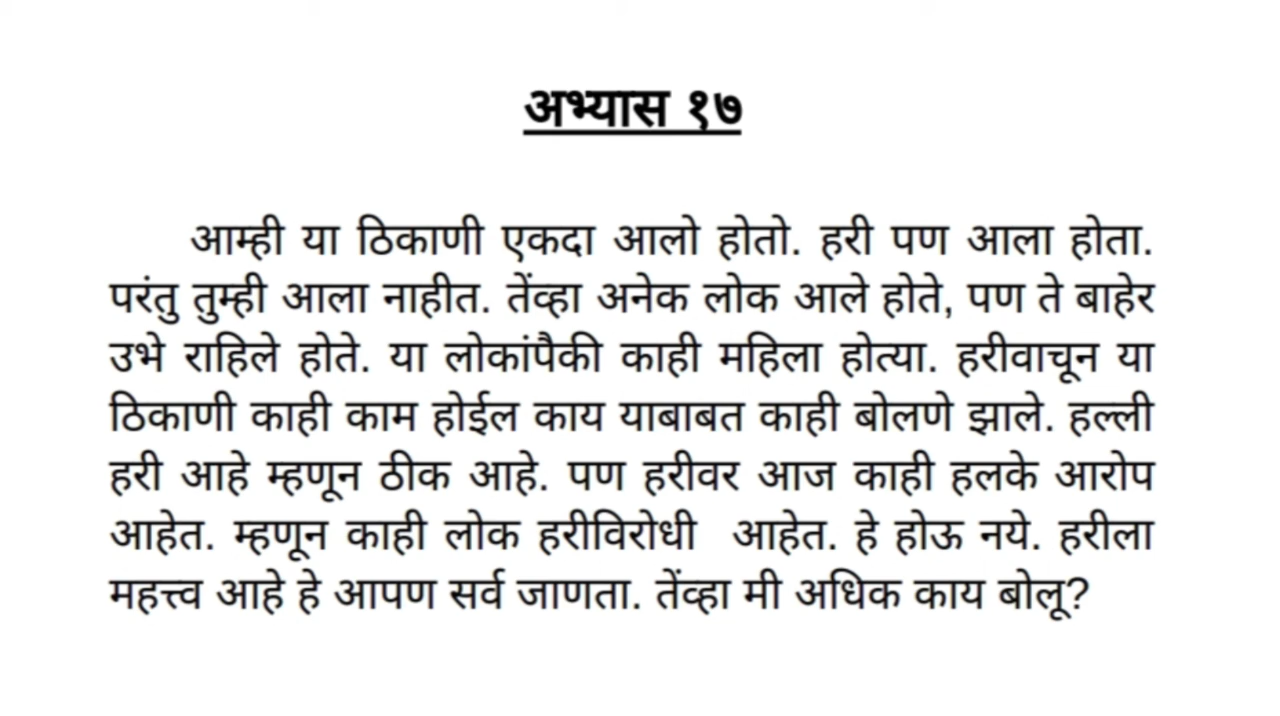 अभ्यास १७
आम्ही या ठिकाणी एकदा आलो होतो. हरी पण आला होता.
परंतु तुम्ही आला नाहीत. तेंव्हा अनेक लोक आले होते, पण ते बाहेर
उभे राहिले होते. या लोकांपैकी काही महिला होत्या. हरीवाचून या
ठिकाणी काही काम होईल काय याबाबत काही बोलणे झाले. हल्ली
हरी आहे म्हणून ठीक आहे. पण हरीवर आज काही हलके आरोप
आहेत. म्हणून काही लोक हरीविरोधी आहेत. हे होऊ नये. हरीला
महत्त्व आहे हे आपण सर्व जाणता. तेंव्हा मी अधिक काय बोलू?